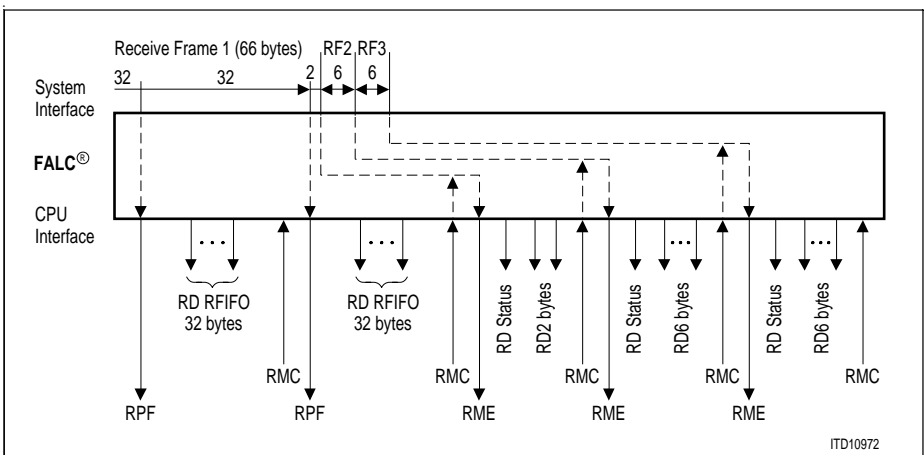 Receive Frame 1 (66 bytes) RF2 RF3
32 32 2 6 6
System
Interface
FALC®
CPU
Interface
... ... ... ...
RD RFIFO
32 bytes
RD RFIFO
32 bytes
RD Status
RD2 bytes
RD Status
RD6 bytes
RD Status
RD6 bytes
RMC RMC RMC RMC RMC
RPF RPF RME RME RME
ITD10972